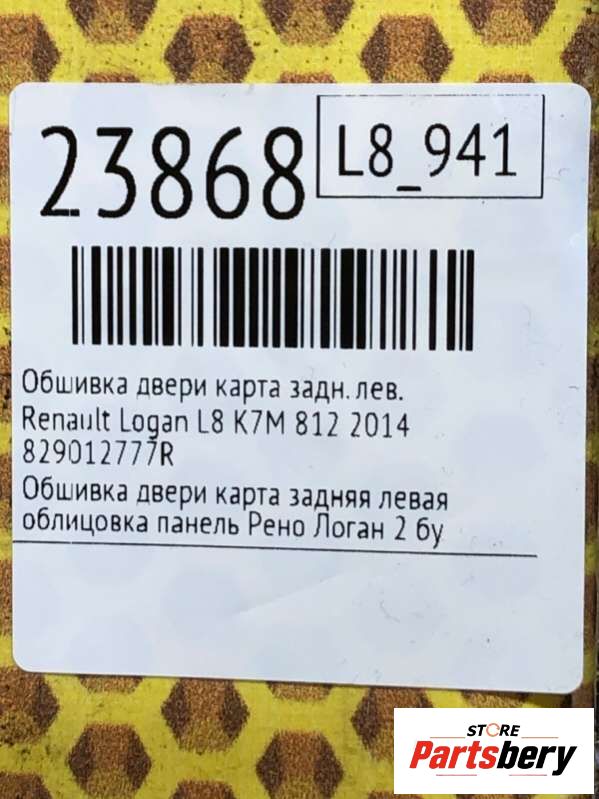 23868
L8_941
Обшивка двери карта задн. лев.
Renault Logan L8 K7M 812 2014
829012777R
Обшивка двери карта задняя левая
облицовка панель Рено Логан 2 бу
STORE
Partsbery